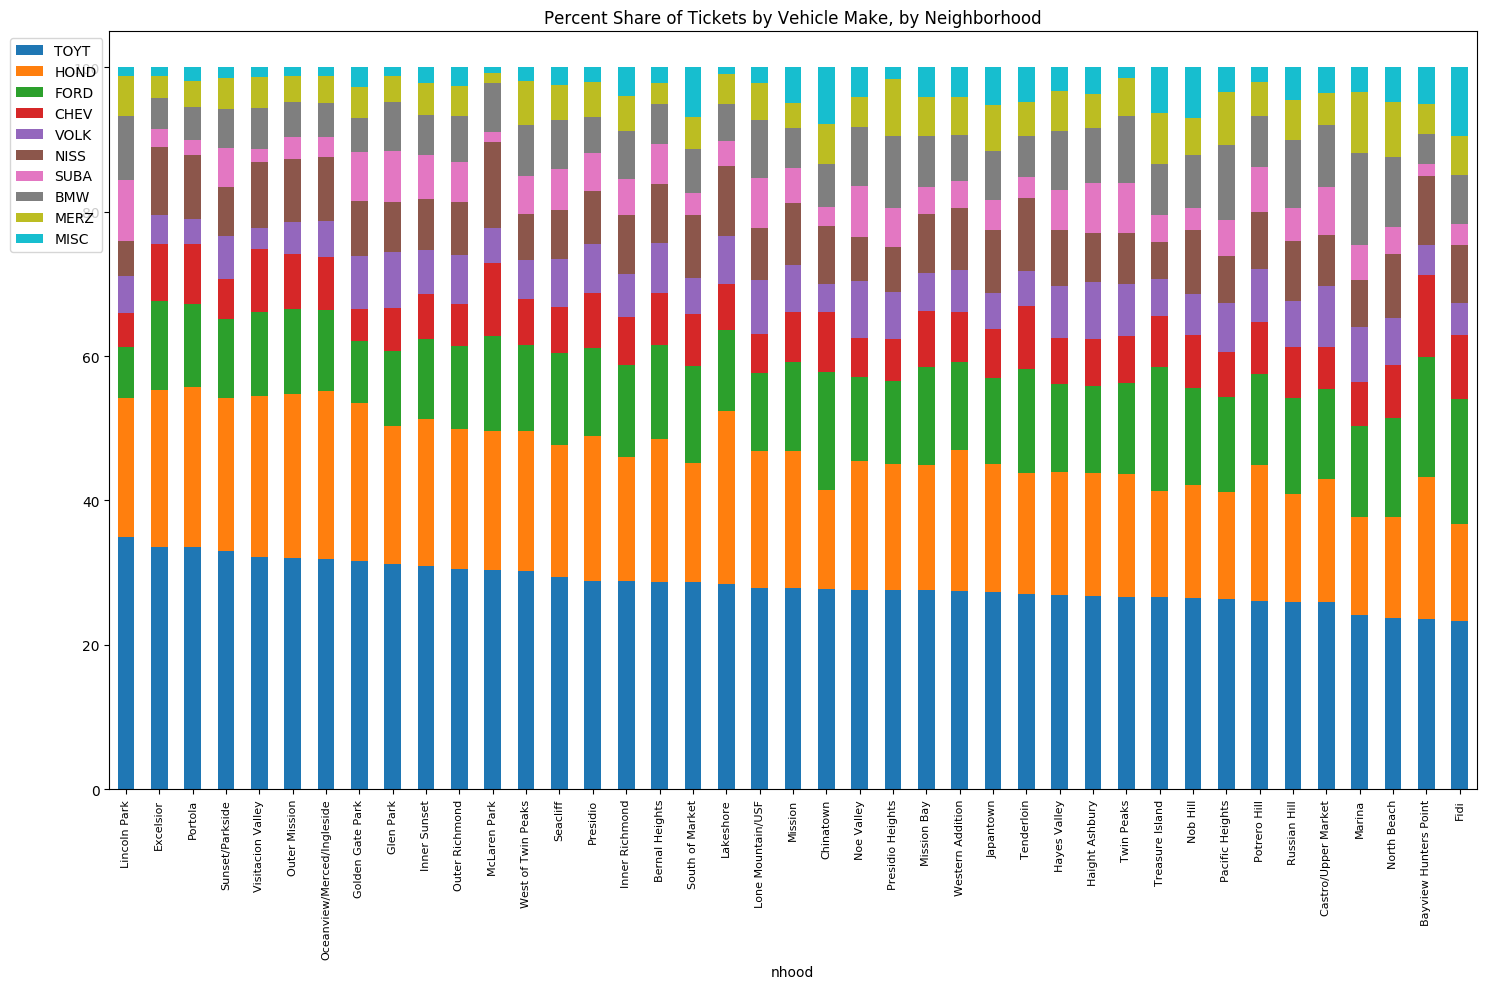 Percent Share of Tickets by Vehicle Make, by Neighborhood
TOYT
HOND
FORD
CHEV
VOLK
NISS
SUBA
BMW
MERZ
MISC
100
80
60
40
20
0
Lincoln Park
Excelsior
Portola
Sunset/Parkside
Visitacion Valley
Outer Mission
Oceanview/Merced/Ingleside
Golden Gate Park
Glen Park
Inner Sunset
Outer Richmond
McLaren Park
West of Twin Peaks
Seacliff
Presidio
Inner Richmond
Bernal Heights
South of Market
Lakeshore
Lone Mountain/USF
Mission
Chinatown
Noe Valley
Presidio Heights
Mission Bay
Western Addition
Japantown
Tenderloin
Hayes Valley
Haight Ashbury
Twin Peaks
Treasure Island
Nob Hill
Pacific Heights
Potrero Hill
Russian Hill
Castro/Upper Market
Marina
North Beach
Bayview Hunters Point
Fidi
nhood